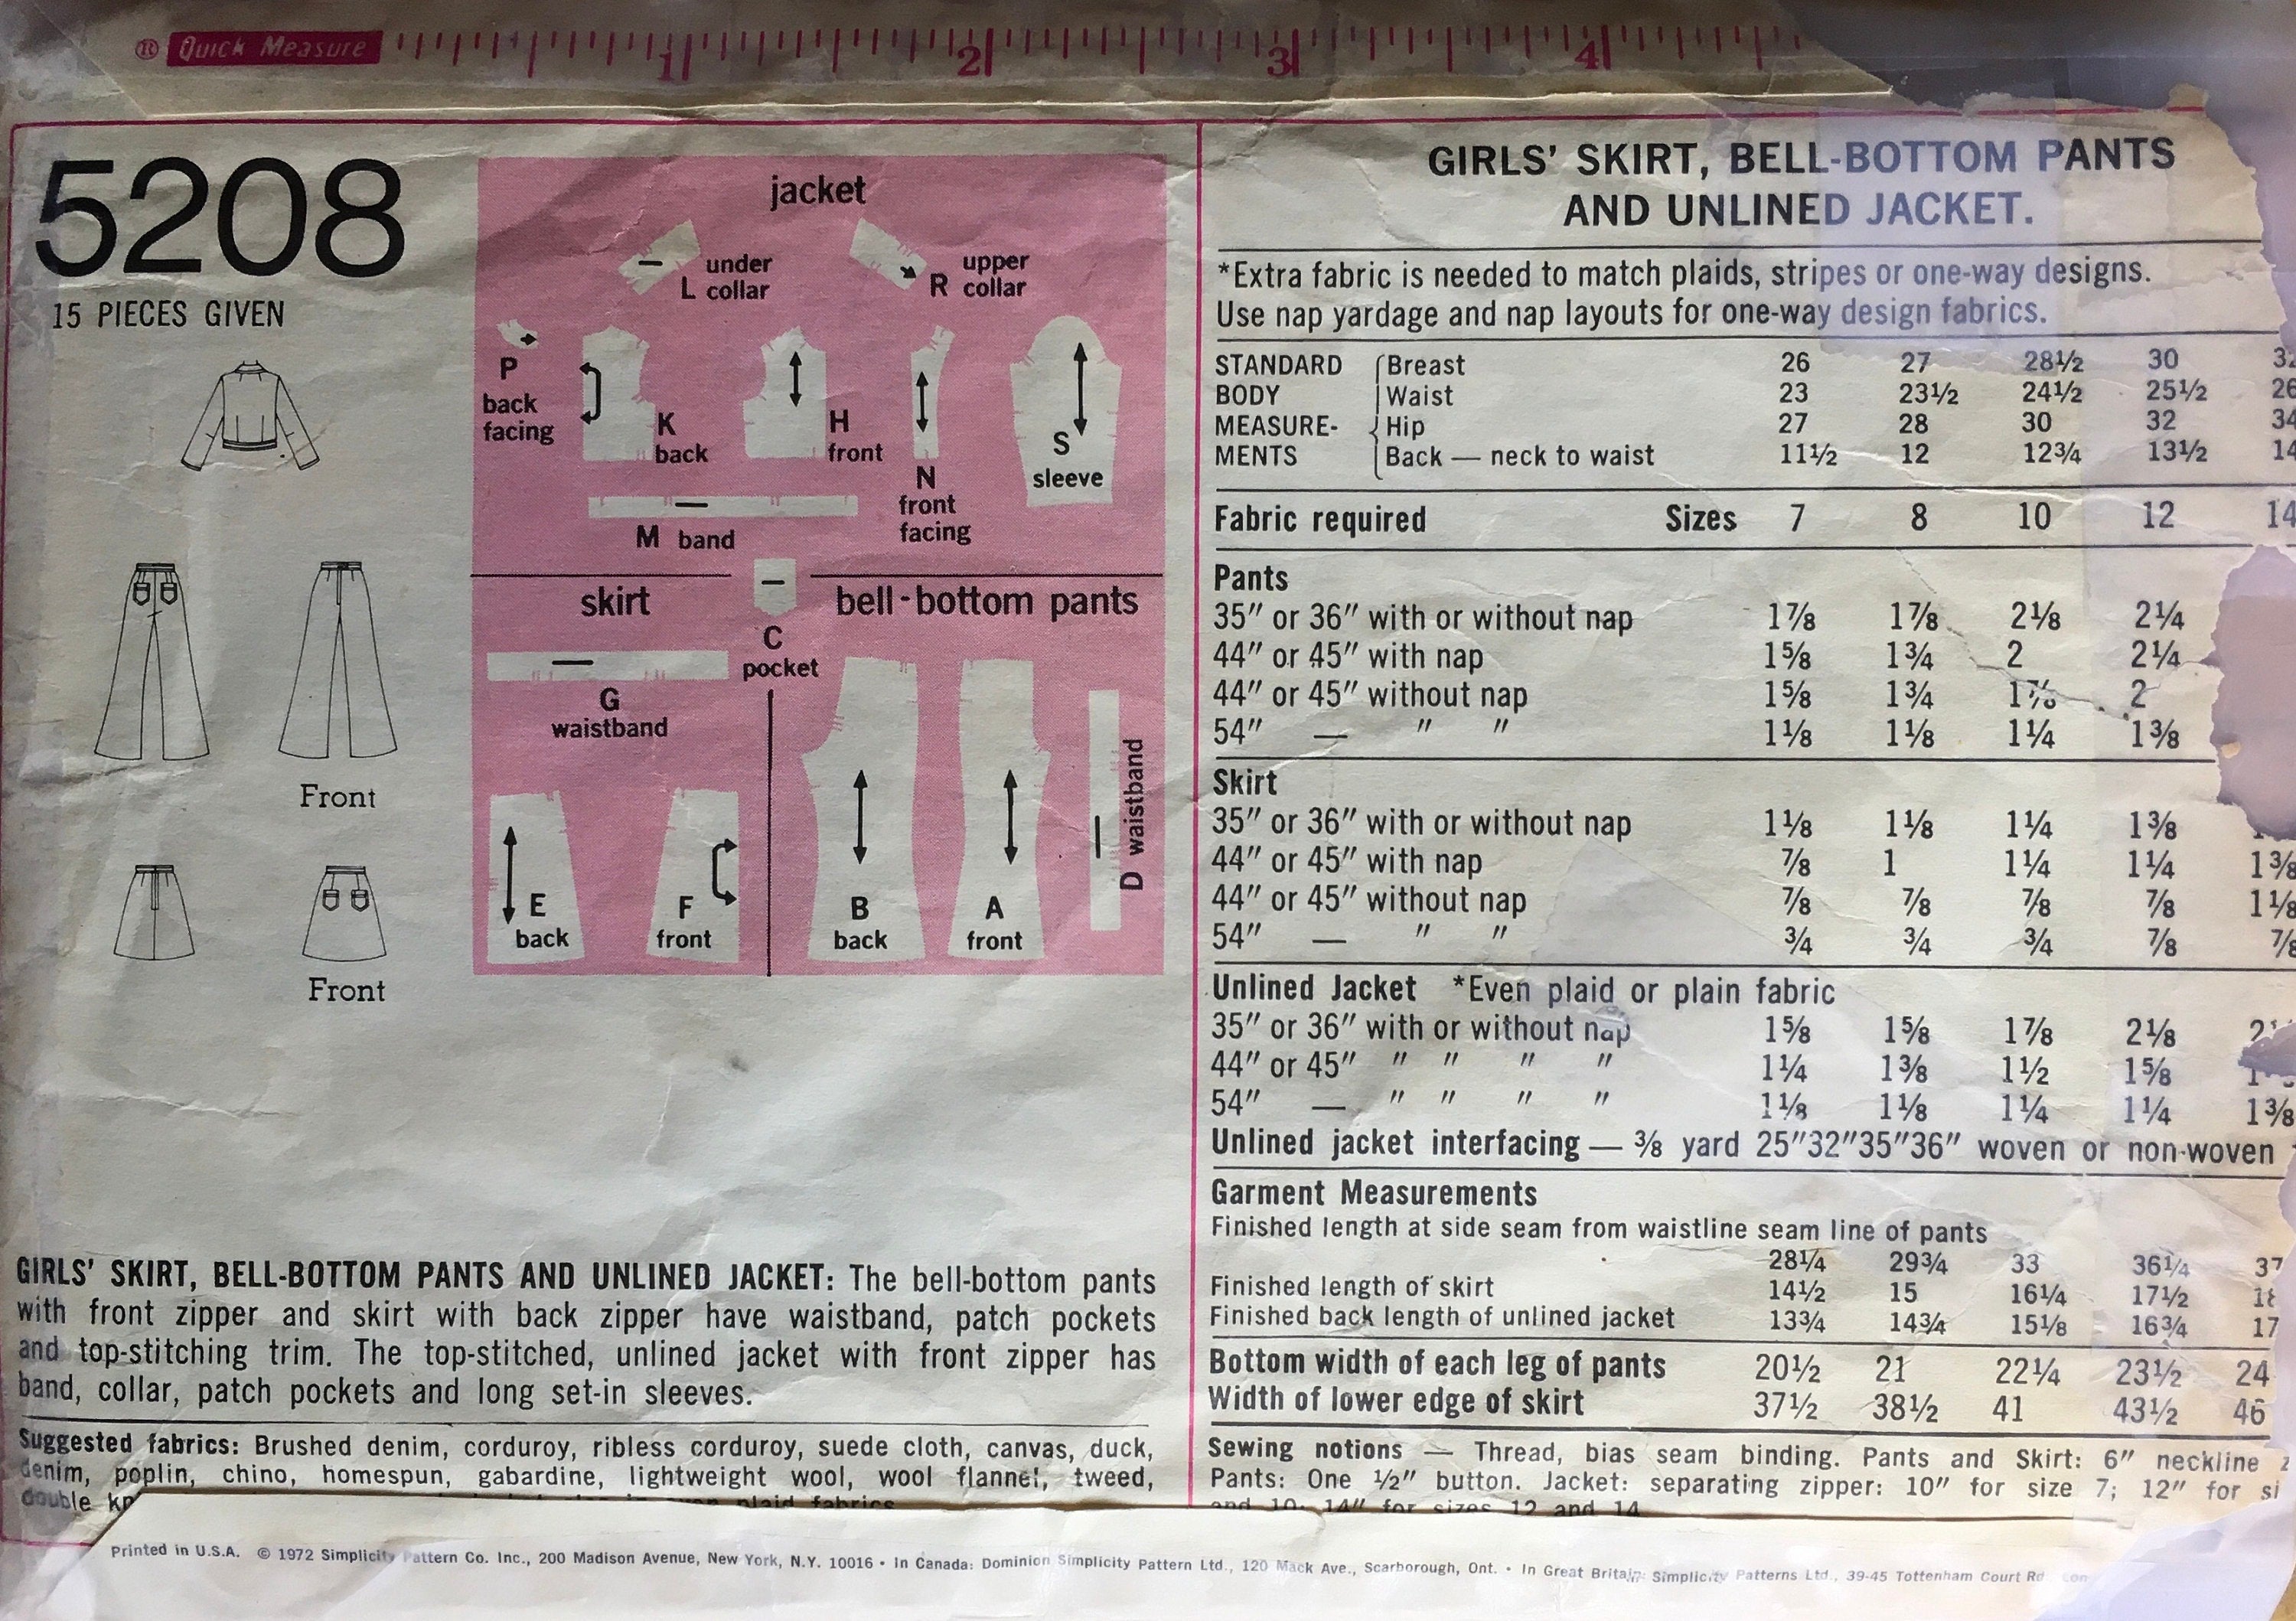 ® Quick Measure 1 2 3 4
5208
15 PIECES GIVEN
Front
Front
jacket
under
L collar
upper
R collar
P
back
facing
K
back
H
front
N
front
facing
S
sleeve
M band
skirt
C
pocket
bell-bottom pants
G
waistband
E
back
F
front
B
back
A
front
D waistband
GIRLS' SKIRT, BELL-BOTTOM PANTS AND UNLINED JACKET: The bell-bottom pants
with front zipper and skirt with back zipper have waistband, patch pockets
and top-stitching trim. The top-stitched, unlined jacket with front zipper has
band, collar, patch pockets and long set-in sleeves.
Suggested fabrics: Brushed denim, corduroy, ribless corduroy, suede cloth, canvas, duck,
denim, poplin, chino, homespun, gabardine, lightweight wool, wool flannel, tweed,
double plaid fabrics
GIRLS' SKIRT, BELL-BOTTOM PANTS
AND UNLINED JACKET.
*Extra fabric is needed to match plaids, stripes or one-way designs.
Use nap yardage and nap layouts for one-way design fabrics.
STANDARD Breast 26 27 28½ 30
BODY Waist 23 23½ 24½ 25½ 26
MEASURE- Hip 27 28 30 32 34
MENTS Back — neck to waist 11½ 12 12¾ 13½ 14
Fabric required Sizes 7 8 10 12 14
Pants
35" or 36" with or without nap 1⅞ 1⅞ 2⅛ 2¼
44" or 45" with nap 1⅝ 1¾ 2 2¼
44" or 45" without nap 1⅝ 1¾ 1⅞ 2
54" — " " 1⅛ 1⅛ 1¼ 1⅜
Skirt
35" or 36" with or without nap 1⅛ 1⅛ 1¼ 1⅜
44" or 45" with nap ⅞ 1 1¼ 1¼ 1⅜
44" or 45" without nap ⅞ ⅞ ⅞ ⅞ 1⅛
54" — " " ¾ ¾ ¾ ⅞ ⅞
Unlined Jacket *Even plaid or plain fabric
35" or 36" with or without nap 1⅝ 1⅝ 1⅞ 2⅛
44" or 45" " " " " 1¼ 1⅜ 1½ 1⅝
54" — " " " " 1⅛ 1⅛ 1¼ 1¼ 1⅜
Unlined jacket interfacing — ⅜ yard 25"32"35"36" woven or non-woven
Garment Measurements
Finished length at side seam from waistline seam line of pants
28¼ 29¾ 33 36¼ 37
Finished length of skirt 14½ 15 16¼ 17½
Finished back length of unlined jacket 13¾ 14¾ 15⅛ 16¾ 17
Bottom width of each leg of pants 20½ 21 22¼ 23½ 24
Width of lower edge of skirt 37½ 38½ 41 43½ 46
Sewing notions — Thread, bias seam binding. Pants and Skirt: 6" neckline
Pants: One ½" button. Jacket: separating zipper: 10" for size 7; 12" for
and 10; 14" for sizes 12 and 14
Printed in U.S.A. © 1972 Simplicity Pattern Co. Inc., 200 Madison Avenue, New York, N.Y. 10016 • In Canada: Dominion Simplicity Pattern Ltd., 120 Mack Ave., Scarborough, Ont. • In Great Britain: Simplicity Patterns Ltd., 39-45 Tottenham Court Rd